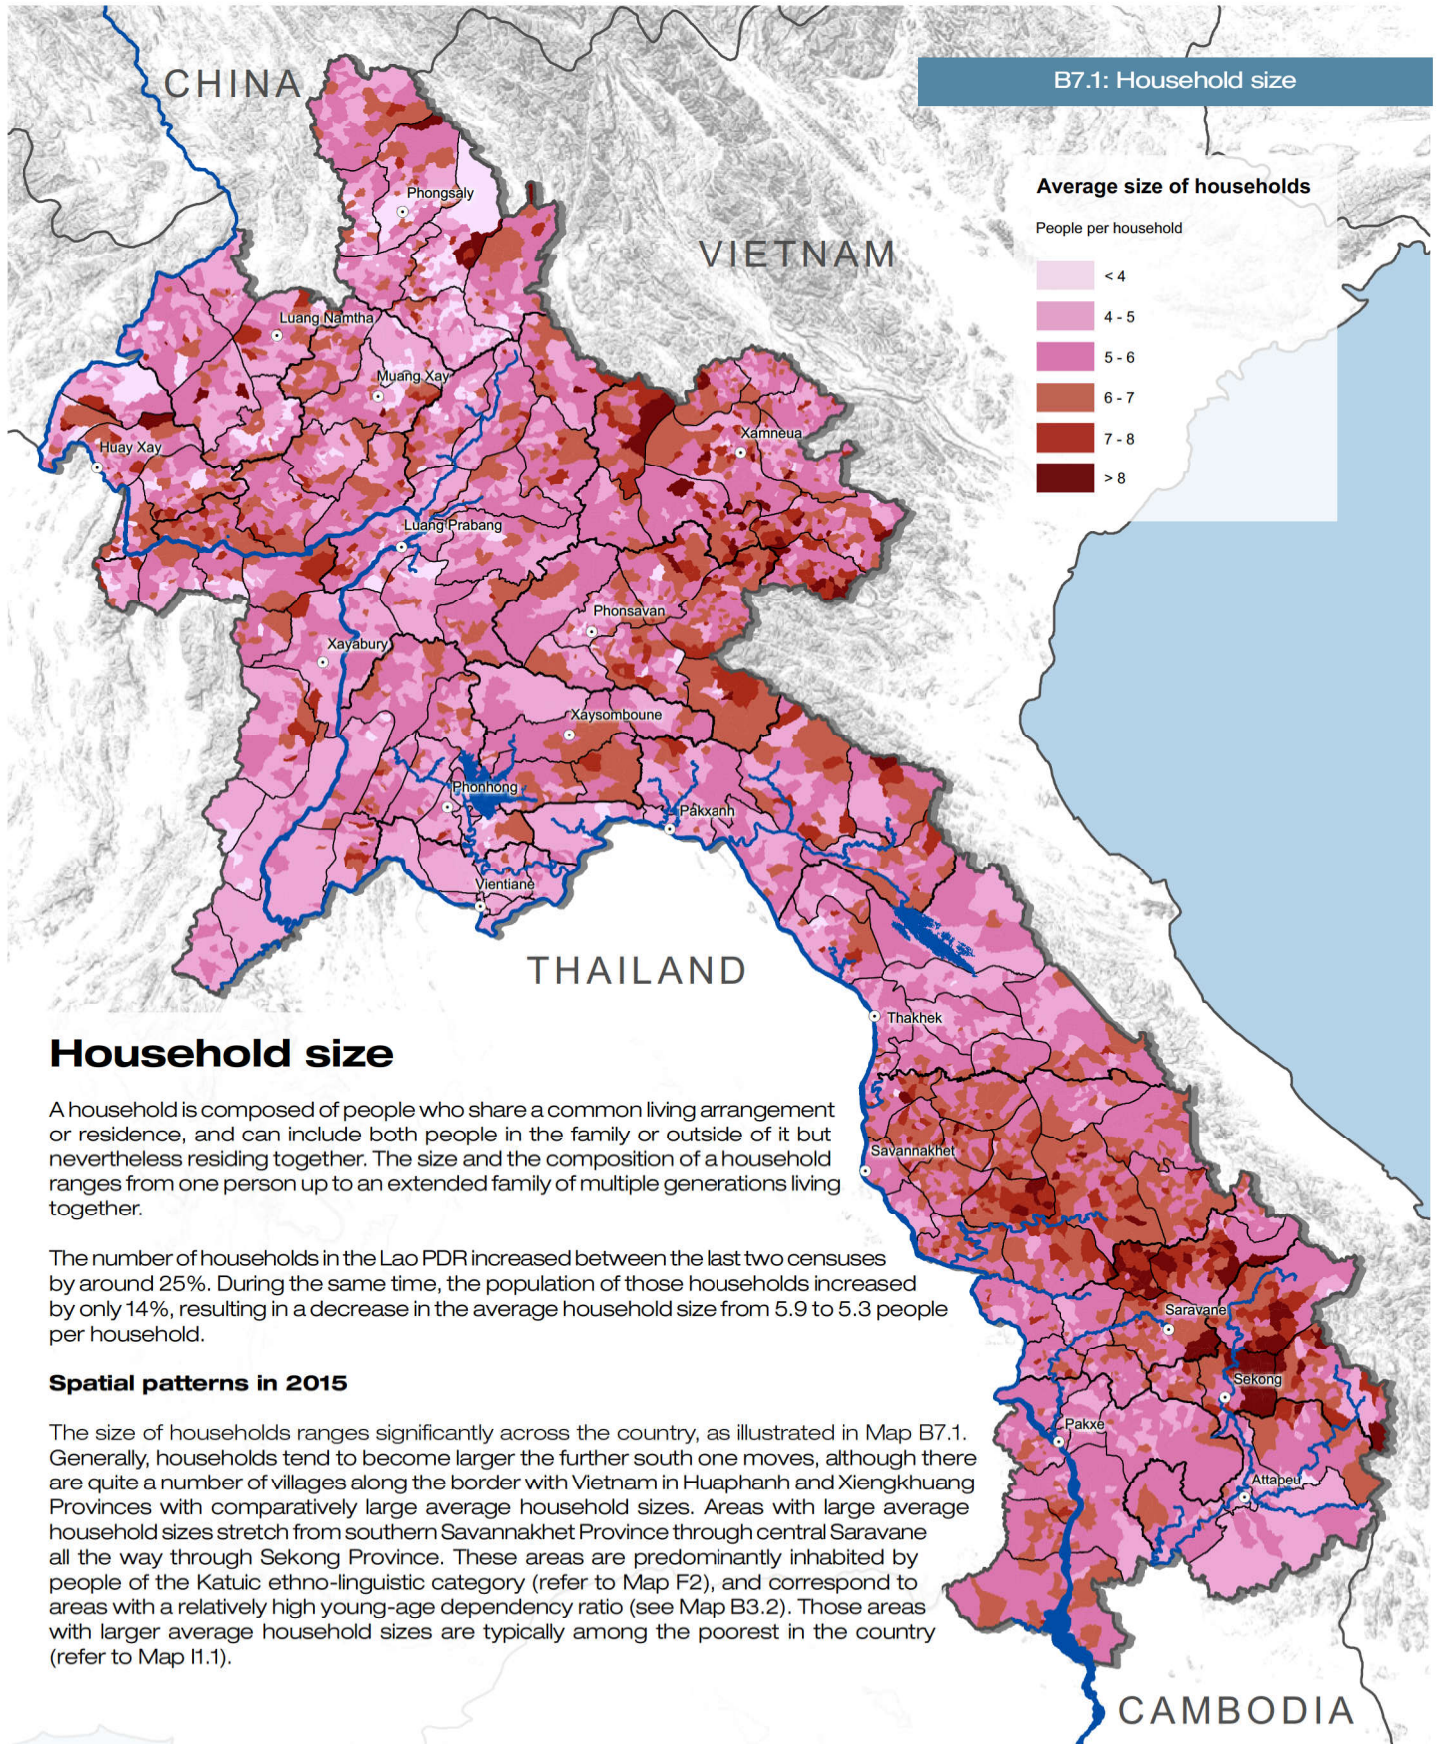 CHINA
B7.1: Household size
Average size of households
People per household
< 4
4 - 5
5 - 6
6 - 7
7 - 8
> 8
VIETNAM
Phongsaly
Luang Namtha
Muang Xay
Huay Xay
Xamneua
Luang Prabang
Phonsavan
Xayabury
Xaysomboune
Phonhong
Pakxanh
Vientiane
THAILAND
Thakhek
Savannakhet
Saravane
Sekong
Pakxe
Attapeu
CAMBODIA
Household size
A household is composed of people who share a common living arrangement
or residence, and can include both people in the family or outside of it but
nevertheless residing together. The size and the composition of a household
ranges from one person up to an extended family of multiple generations living
together.
The number of households in the Lao PDR increased between the last two censuses
by around 25%. During the same time, the population of those households increased
by only 14%, resulting in a decrease in the average household size from 5.9 to 5.3 people
per household.
Spatial patterns in 2015
The size of households ranges significantly across the country, as illustrated in Map B7.1.
Generally, households tend to become larger the further south one moves, although there
are quite a number of villages along the border with Vietnam in Huaphanh and Xiengkhuang
Provinces with comparatively large average household sizes. Areas with large average
household sizes stretch from southern Savannakhet Province through central Saravane
all the way through Sekong Province. These areas are predominantly inhabited by
people of the Katuic ethno-linguistic category (refer to Map F2), and correspond to
areas with a relatively high young-age dependency ratio (see Map B3.2). Those areas
with larger average household sizes are typically among the poorest in the country
(refer to Map I1.1).